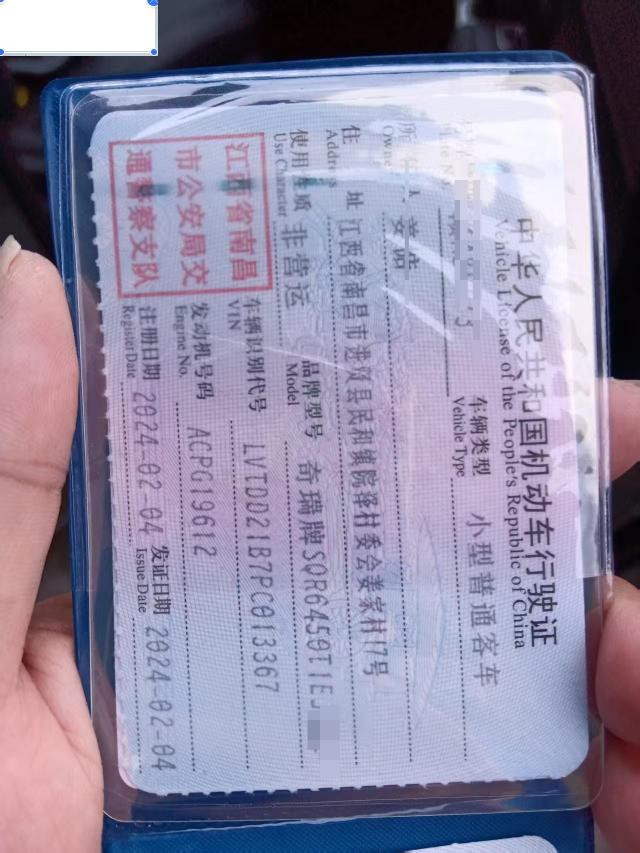 中华人民共和国机动车行驶证
Vehicle License of the People's Republic of China
车辆类型 小型普通客车
Vehicle Type
所
Owner
住 址 江西省南昌市进贤县民和镇院泽村委会姜家村17号
Address
使用性质 非营运
Use Character
品牌型号 奇瑞牌SQR6450T1E
Model
江西省南昌
市公安局交
通警察支队
车辆识别代号 LVTDD21B7PC013367
VIN
发动机号码 ACPG19612
Engine No.
注册日期 2024-02-04
Register Date
发证日期 2024-02-04
Issue Date